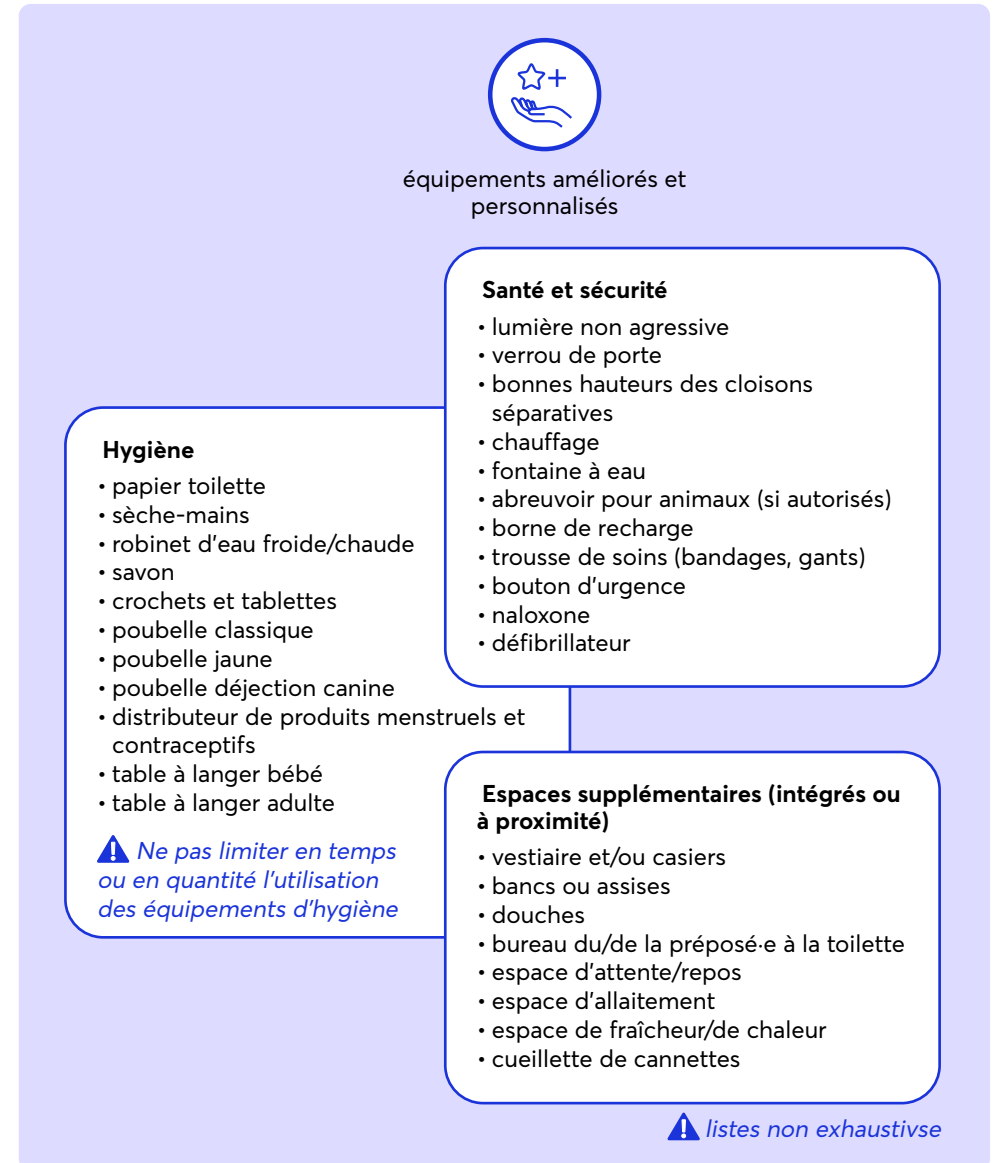 équipements améliorés et
personnalisés
Santé et sécurité
• lumière non agressive
• verrou de porte
• bonnes hauteurs des cloisons
séparatives
• chauffage
• fontaine à eau
• abreuvoir pour animaux (si autorisés)
• borne de recharge
• trousse de soins (bandages, gants)
• bouton d'urgence
• naloxone
• défibrillateur
Hygiène
• papier toilette
• sèche-mains
• robinet d'eau froide/chaude
• savon
• crochets et tablettes
• poubelle classique
• poubelle jaune
• poubelle déjection canine
• distributeur de produits menstruels et
contraceptifs
• table à langer bébé
• table à langer adulte
Ne pas limiter en temps
ou en quantité l'utilisation
des équipements d'hygiène
Espaces supplémentaires (intégrés ou
à proximité)
• vestiaire et/ou casiers
• bancs ou assises
• douches
• bureau du/de la préposé·e à la toilette
• espace d'attente/repos
• espace d'allaitement
• espace de fraîcheur/de chaleur
• cueillette de cannettes
listes non exhaustivse